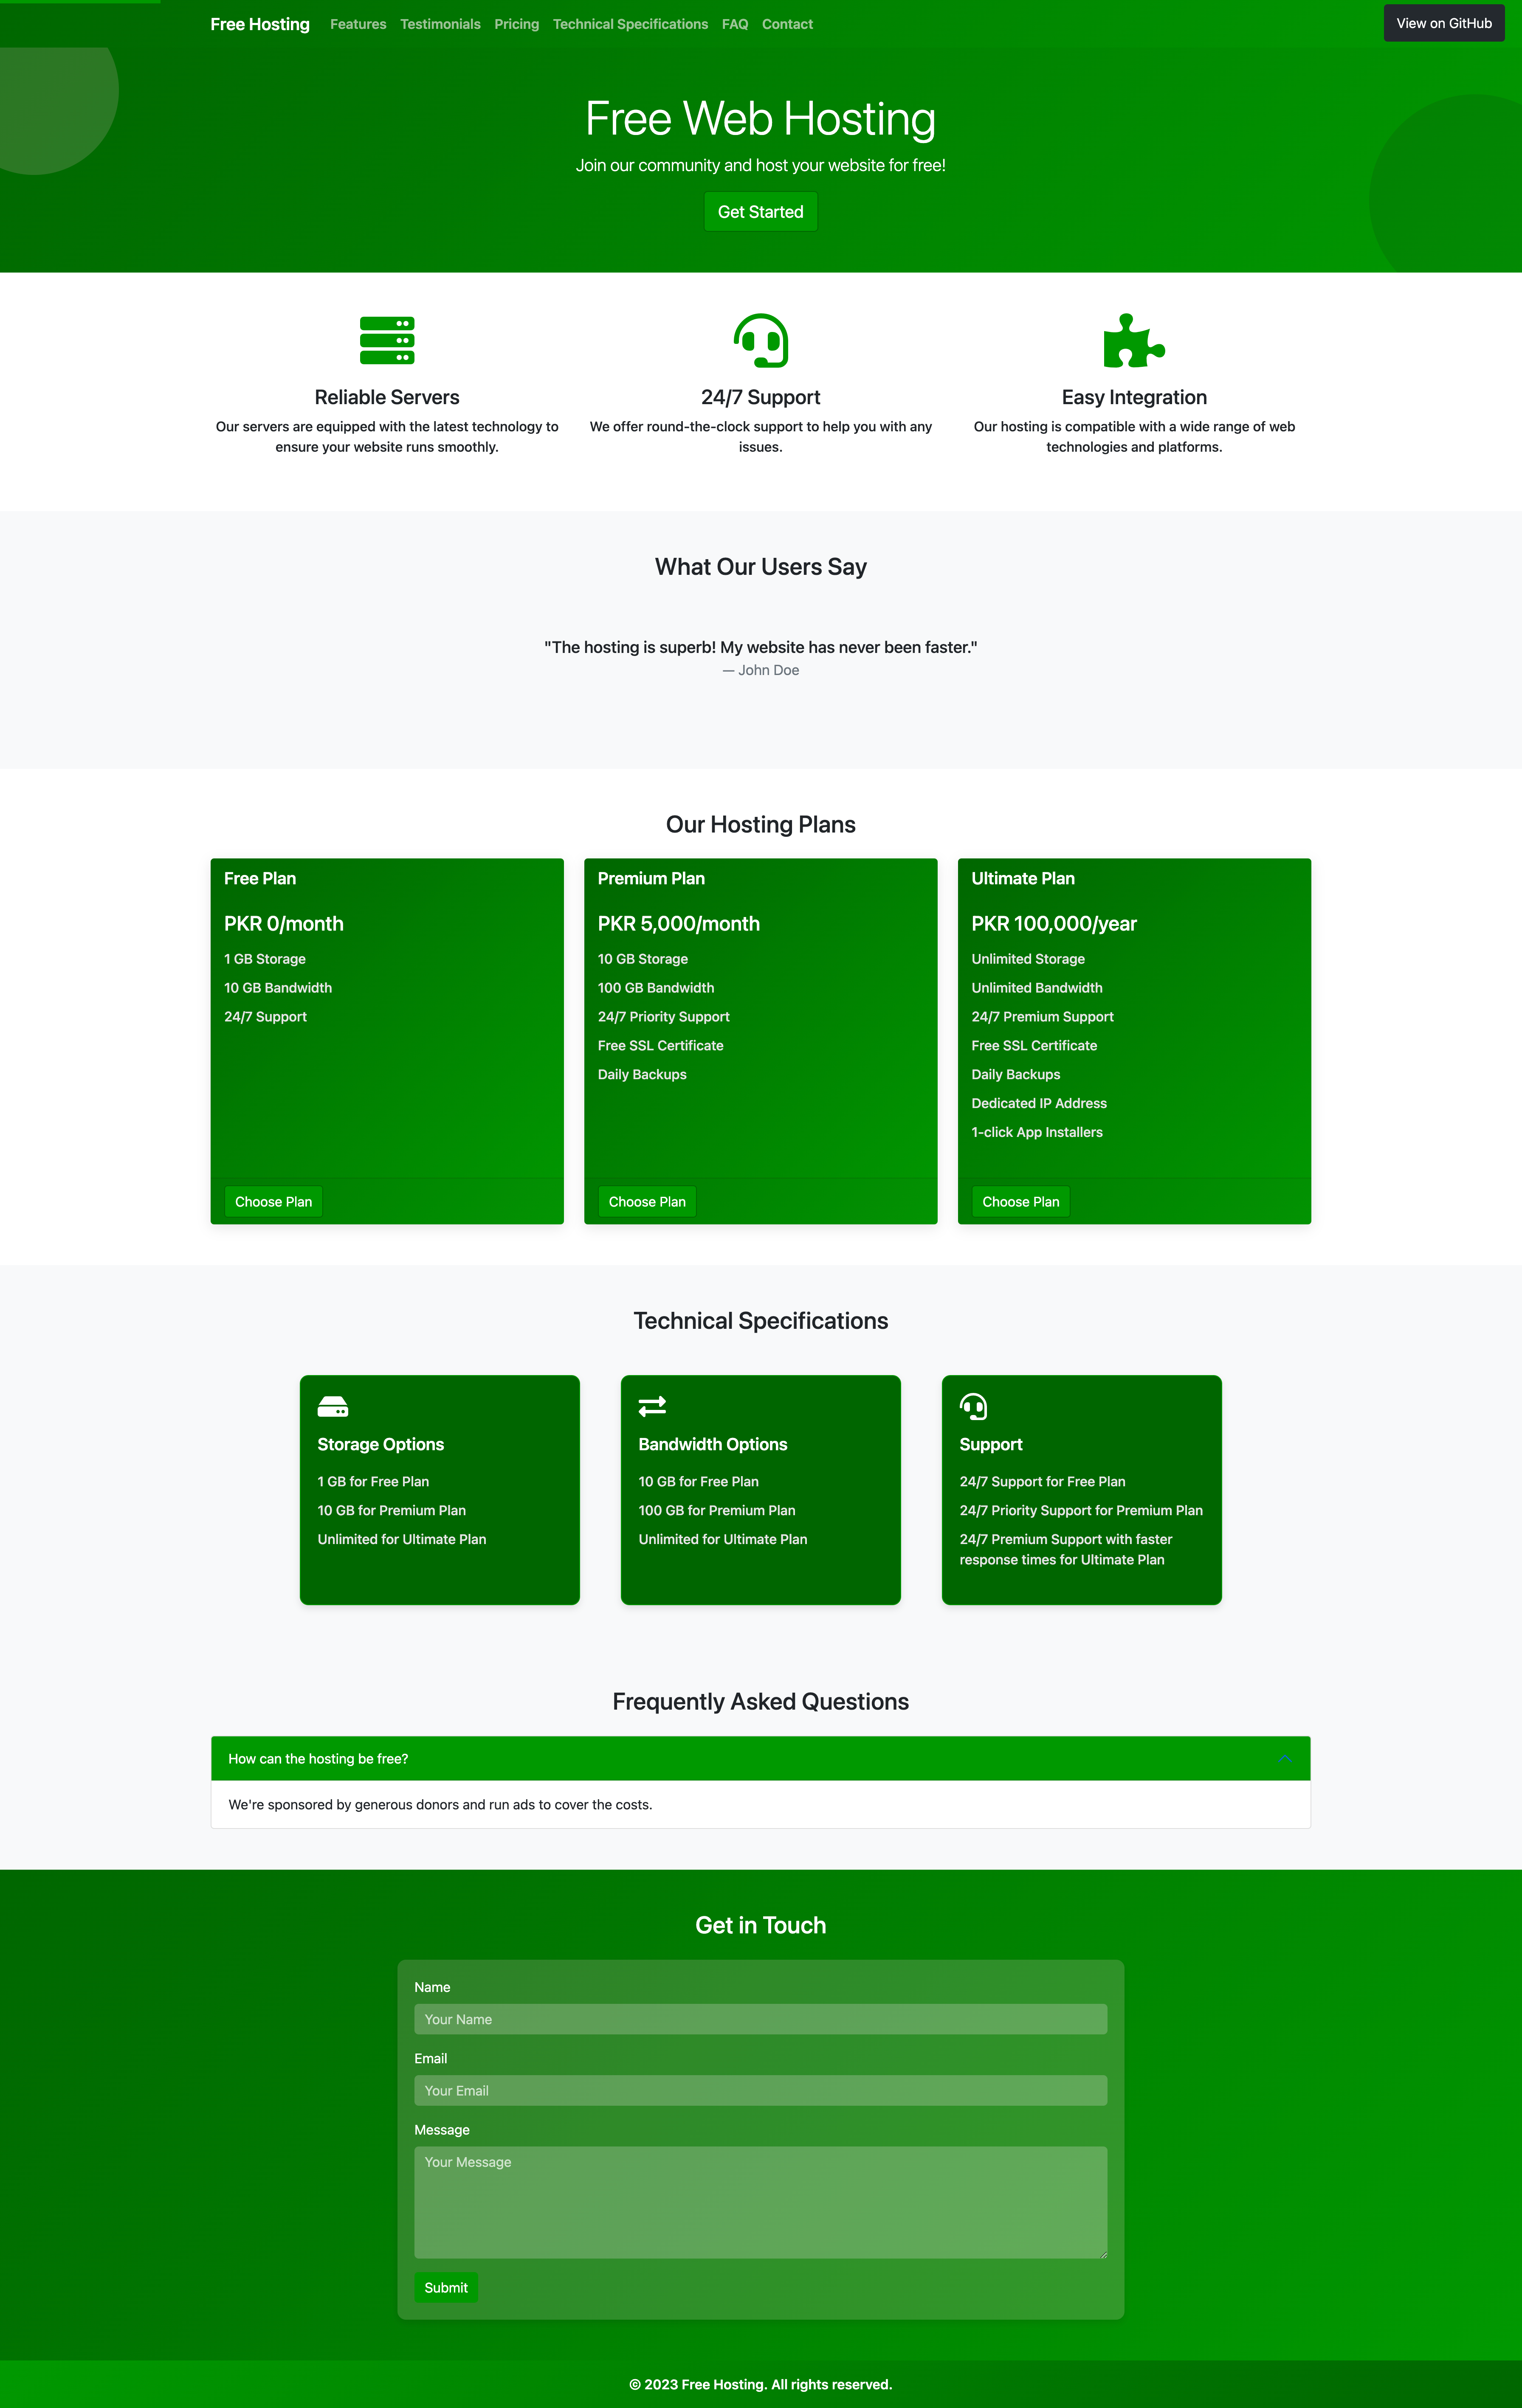 Free Hosting Features Testimonials Pricing Technical Specifications FAQ Contact View on GitHub
Free Web Hosting
Join our community and host your website for free!
Get Started
Reliable Servers
Our servers are equipped with the latest technology to
ensure your website runs smoothly.
24/7 Support
We offer round-the-clock support to help you with any
issues.
Easy Integration
Our hosting is compatible with a wide range of web
technologies and platforms.
What Our Users Say
"The hosting is superb! My website has never been faster."
— John Doe
Our Hosting Plans
Free Plan
PKR 0/month
1 GB Storage
10 GB Bandwidth
24/7 Support
Choose Plan
Premium Plan
PKR 5,000/month
10 GB Storage
100 GB Bandwidth
24/7 Priority Support
Free SSL Certificate
Daily Backups
Choose Plan
Ultimate Plan
PKR 100,000/year
Unlimited Storage
Unlimited Bandwidth
24/7 Premium Support
Free SSL Certificate
Daily Backups
Dedicated IP Address
1-click App Installers
Choose Plan
Technical Specifications
Storage Options
1 GB for Free Plan
10 GB for Premium Plan
Unlimited for Ultimate Plan
Bandwidth Options
10 GB for Free Plan
100 GB for Premium Plan
Unlimited for Ultimate Plan
Support
24/7 Support for Free Plan
24/7 Priority Support for Premium Plan
24/7 Premium Support with faster
response times for Ultimate Plan
Frequently Asked Questions
How can the hosting be free?
We're sponsored by generous donors and run ads to cover the costs.
Get in Touch
Name
Your Name
Email
Your Email
Message
Your Message
Submit
© 2023 Free Hosting. All rights reserved.